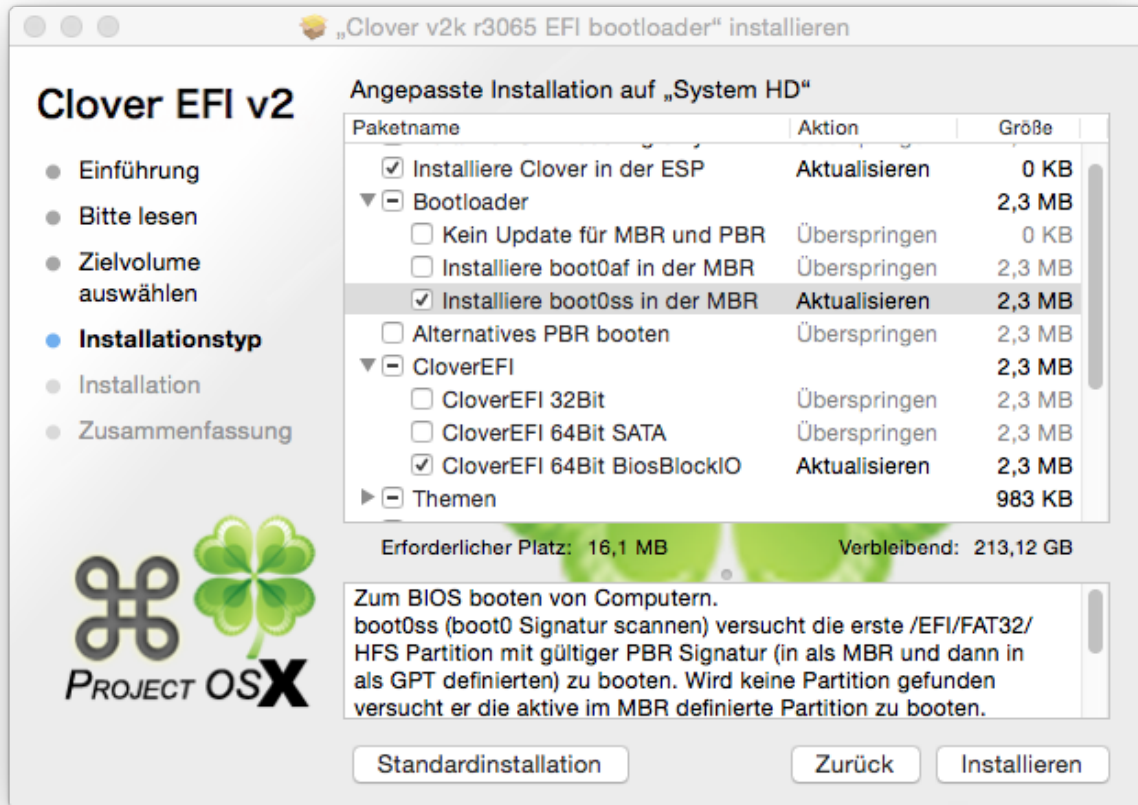 „Clover v2k r3065 EFI bootloader“ installieren
Clover EFI v2
Einführung
Bitte lesen
Zielvolume
auswählen
Installationstyp
Installation
Zusammenfassung
PROJECT OSX
Angepasste Installation auf „System HD“
Paketname Aktion Größe
Installiere Clover in der ESP Aktualisieren 0 KB
Bootloader 2,3 MB
Kein Update für MBR und PBR Überspringen 0 KB
Installiere boot0af in der MBR Überspringen 2,3 MB
Installiere boot0ss in der MBR Aktualisieren 2,3 MB
Alternatives PBR booten Überspringen 2,3 MB
CloverEFI 2,3 MB
CloverEFI 32Bit Überspringen 2,3 MB
CloverEFI 64Bit SATA Überspringen 2,3 MB
CloverEFI 64Bit BiosBlockIO Aktualisieren 2,3 MB
Themen 983 KB
Erforderlicher Platz: 16,1 MB Verbleibend: 213,12 GB
Zum BIOS booten von Computern.
boot0ss (boot0 Signatur scannen) versucht die erste /EFI/FAT32/
HFS Partition mit gültiger PBR Signatur (in als MBR und dann in
als GPT definierten) zu booten. Wird keine Partition gefunden
versucht er die aktive im MBR definierte Partition zu booten.
Standardinstallation Zurück Installieren